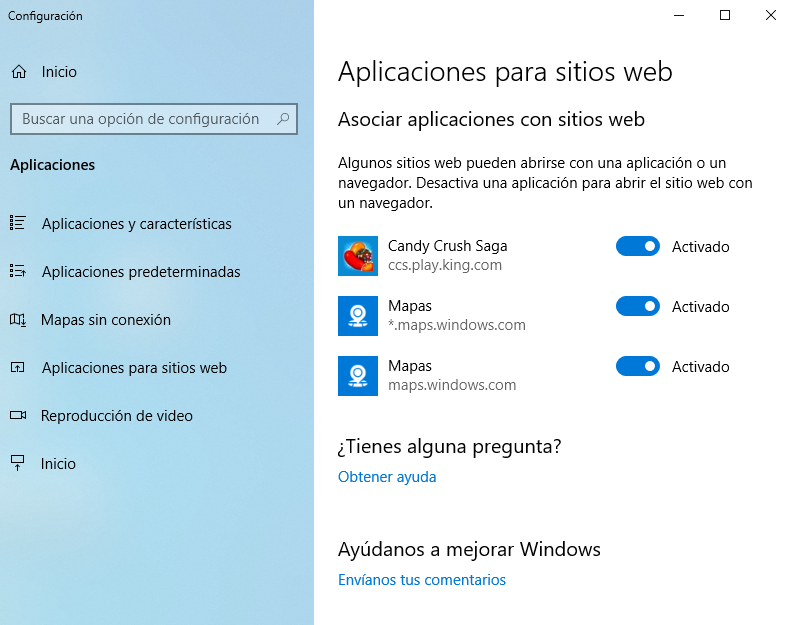 Configuración
Inicio
Buscar una opción de configuración
Aplicaciones
Aplicaciones y características
Aplicaciones predeterminadas
Mapas sin conexión
Aplicaciones para sitios web
Reproducción de video
Inicio
Aplicaciones para sitios web
Asociar aplicaciones con sitios web
Algunos sitios web pueden abrirse con una aplicación o un
navegador. Desactiva una aplicación para abrir el sitio web con
un navegador.
Candy Crush Saga
ccs.play.king.com
Activado
Mapas
*.maps.windows.com
Activado
Mapas
maps.windows.com
Activado
¿Tienes alguna pregunta?
Obtener ayuda
Ayúdanos a mejorar Windows
Envíanos tus comentarios